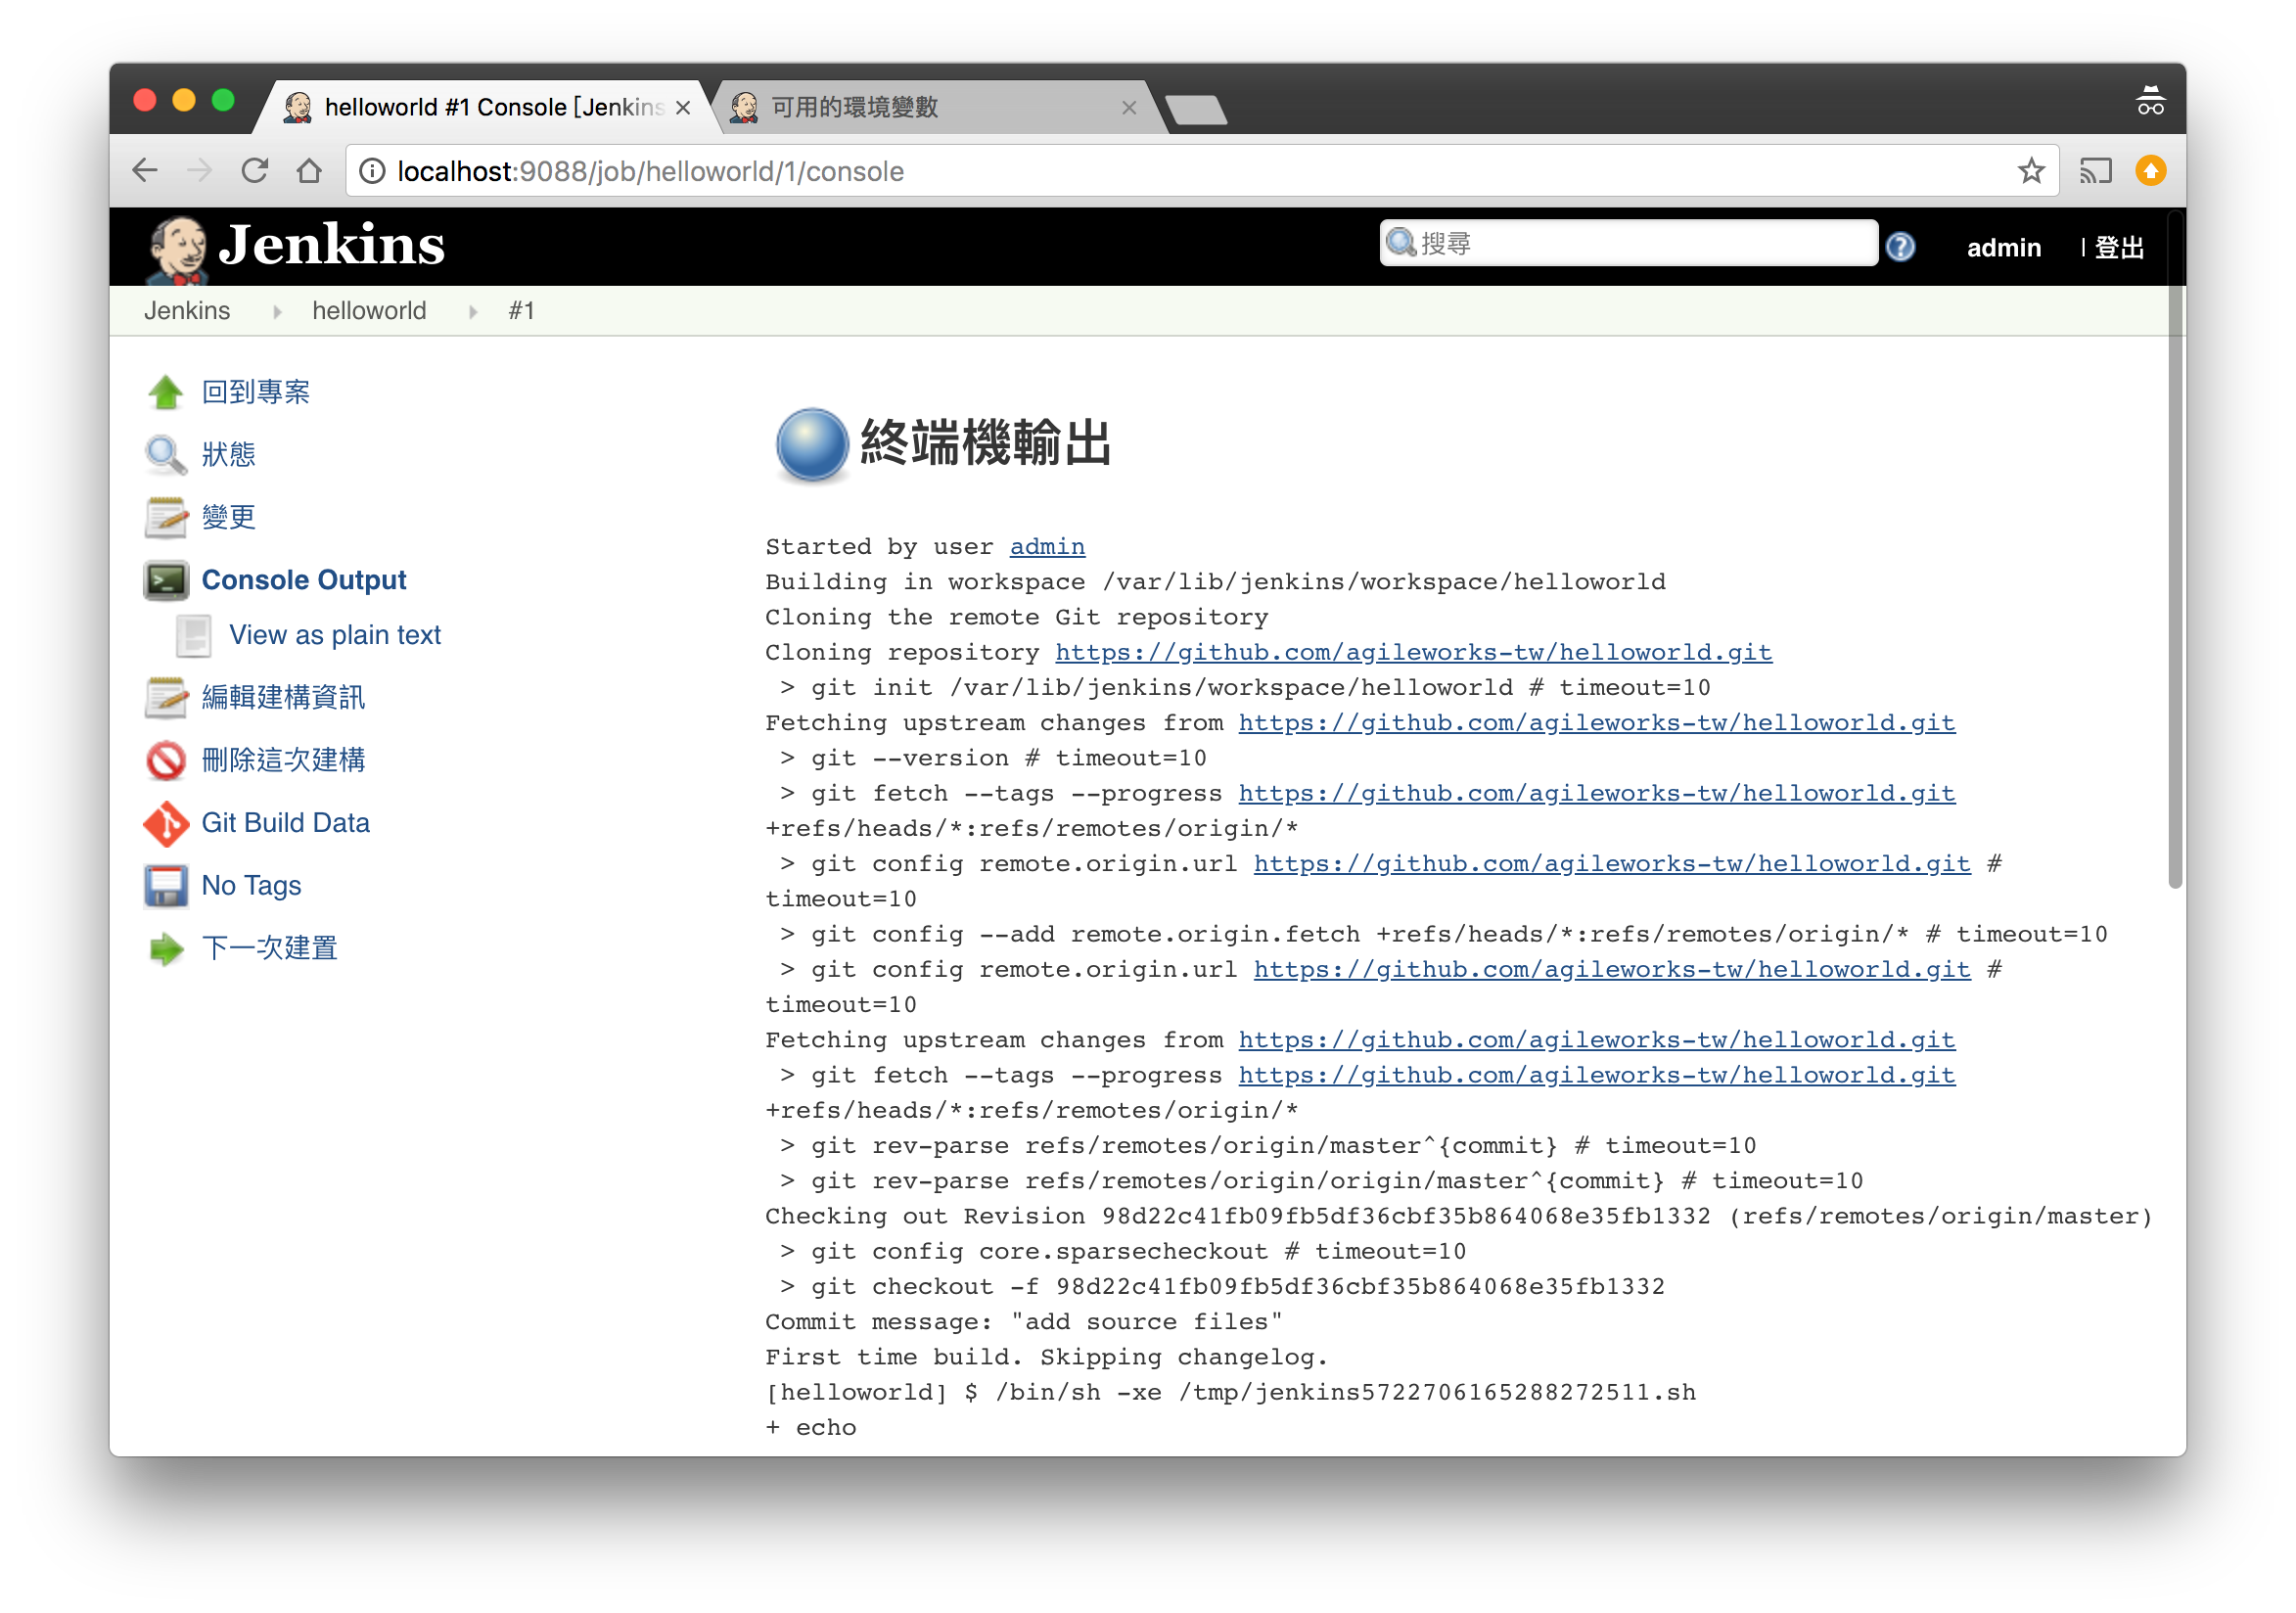 helloworld #1 Console [Jenkins
可用的環境變數
localhost:9088/job/helloworld/1/console
Jenkins
搜尋
admin
| 登出
Jenkins
helloworld
#1
回到專案
狀態
變更
Console Output
View as plain text
編輯建構資訊
刪除這次建構
Git Build Data
No Tags
下一次建置
終端機輸出
Started by user admin
Building in workspace /var/lib/jenkins/workspace/helloworld
Cloning the remote Git repository
Cloning repository https://github.com/agileworks-tw/helloworld.git
 > git init /var/lib/jenkins/workspace/helloworld # timeout=10
Fetching upstream changes from https://github.com/agileworks-tw/helloworld.git
 > git --version # timeout=10
 > git fetch --tags --progress https://github.com/agileworks-tw/helloworld.git
+refs/heads/*:refs/remotes/origin/*
 > git config remote.origin.url https://github.com/agileworks-tw/helloworld.git #
timeout=10
 > git config --add remote.origin.fetch +refs/heads/*:refs/remotes/origin/* # timeout=10
 > git config remote.origin.url https://github.com/agileworks-tw/helloworld.git #
timeout=10
Fetching upstream changes from https://github.com/agileworks-tw/helloworld.git
 > git fetch --tags --progress https://github.com/agileworks-tw/helloworld.git
+refs/heads/*:refs/remotes/origin/*
 > git rev-parse refs/remotes/origin/master^{commit} # timeout=10
 > git rev-parse refs/remotes/origin/origin/master^{commit} # timeout=10
Checking out Revision 98d22c41fb09fb5df36cbf35b864068e35fb1332 (refs/remotes/origin/master)
 > git config core.sparsecheckout # timeout=10
 > git checkout -f 98d22c41fb09fb5df36cbf35b864068e35fb1332
Commit message: "add source files"
First time build. Skipping changelog.
[helloworld] $ /bin/sh -xe /tmp/jenkins5722706165288272511.sh
+ echo